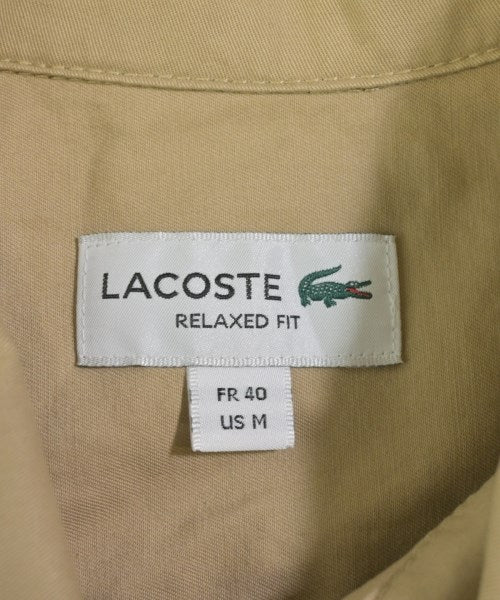 LACOSTE
RELAXED FIT
FR 40
US M